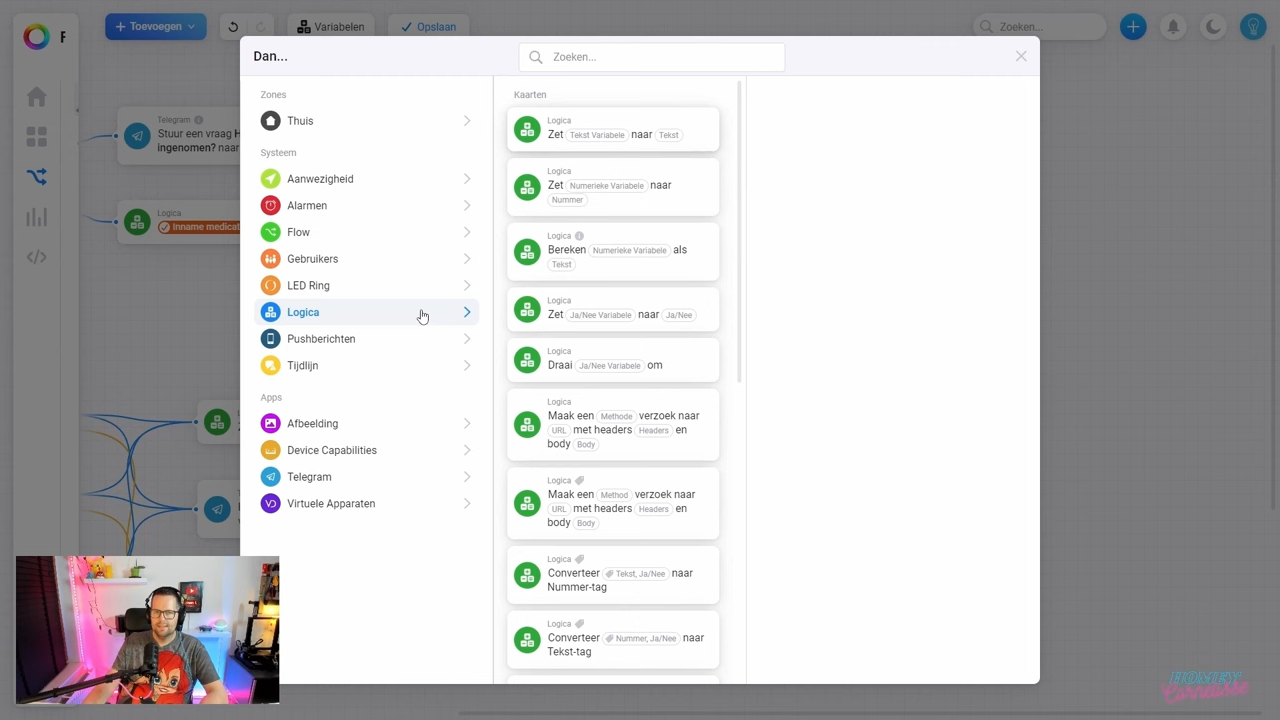 F
Toevoegen
Variabelen
Opslaan
Zoeken...
Dan...
Zoeken...
Telegram
Stuur een vraag H
ingenomen? naar
Logica
Inname medicat
Zones
Thuis
Systeem
Aanwezigheid
Alarmen
Flow
Gebruikers
LED Ring
Logica
Pushberichten
Tijdlijn
Apps
Afbeelding
Device Capabilities
Telegram
Virtuele Apparaten
Kaarten
Logica
Zet Tekst Variabele naar Tekst
Logica
Zet Numerieke Variabele naar
Nummer
Logica
Bereken Numerieke Variabele als
Tekst
Logica
Zet Ja/Nee Variabele naar Ja/Nee
Logica
Draai Ja/Nee Variabele om
Logica
Maak een Methode verzoek naar
URL met headers Headers en
body Body
Logica
Maak een Method verzoek naar
URL met headers Headers en
body Body
Logica
Converteer Tekst, Ja/Nee naar
Nummer-tag
Logica
Converteer Nummer, Ja/Nee naar
Tekst-tag